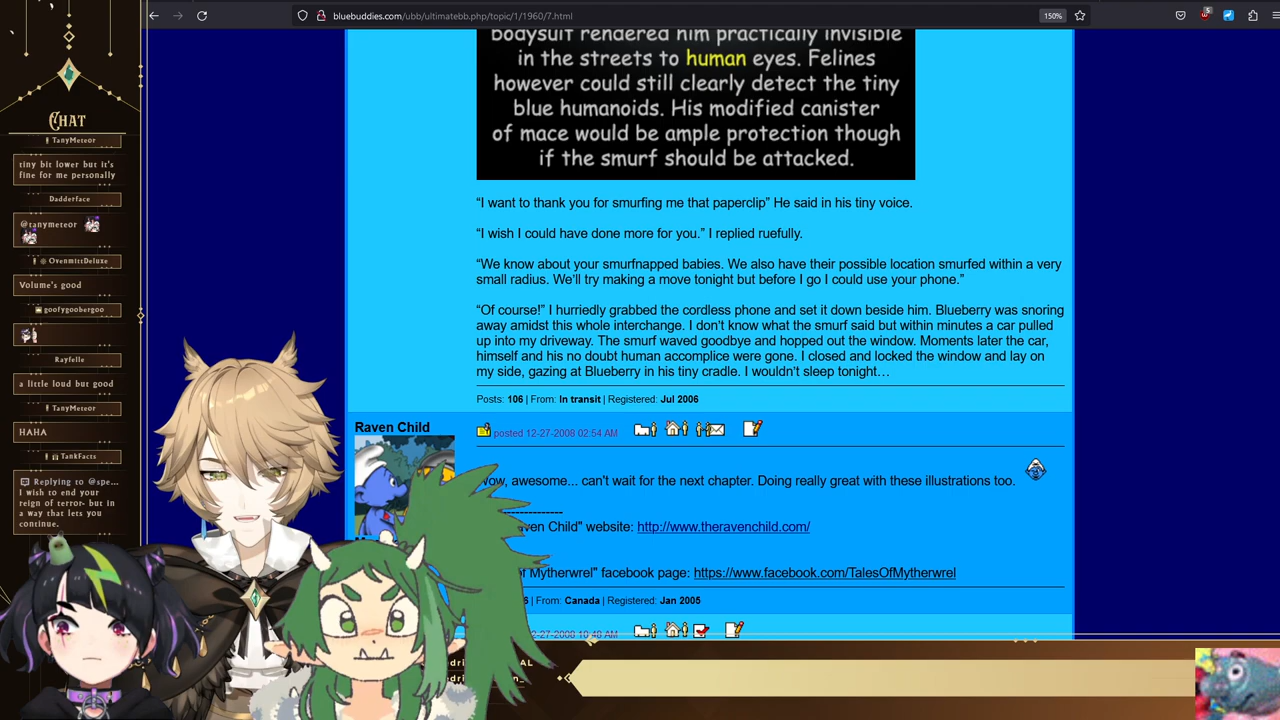 bluebuddies.com/ubb/ultimatebb.php/topic/1/1960/7.html
150%
5
CHAT
TanyMeteor
tiny bit lower but it's
fine for me personally
Dadderface
@tanymeteor
OvenmittDeluxe
Volume's good
goofygoobergoo
Rayfelle
a little loud but good
TanyMeteor
HAHA
TankFacts
Replying to @spe...
I wish to end your
reign of terror- but in
a way that lets you
continue.
bodysuit rendered him practically invisible
in the streets to human eyes. Felines
however could still clearly detect the tiny
blue humanoids. His modified canister
of mace would be ample protection though
if the smurf should be attacked.
“I want to thank you for smurfing me that paperclip” He said in his tiny voice.
“I wish I could have done more for you.” I replied ruefully.
“We know about your smurfnapped babies. We also have their possible location smurfed within a very
small radius. We’ll try making a move tonight but before I go I could use your phone.”
“Of course!” I hurriedly grabbed the cordless phone and set it down beside him. Blueberry was snoring
away amidst this whole interchange. I don’t know what the smurf said but within minutes a car pulled
up into my driveway. The smurf waved goodbye and hopped out the window. Moments later the car,
himself and his no doubt human accomplice were gone. I closed and locked the window and lay on
my side, gazing at Blueberry in his tiny cradle. I wouldn’t sleep tonight…
Posts: 106 | From: In transit | Registered: Jul 2006
Raven Child
posted 12-27-2008 02:54 AM
Wow, awesome... can't wait for the next chapter. Doing really great with these illustrations too.
--------------
ven Child" website: http://www.theravenchild.com/
of Mytherwrel" facebook page: https://www.facebook.com/TalesOfMytherwrel
| From: Canada | Registered: Jan 2005
2-27-2008 10:48 AM